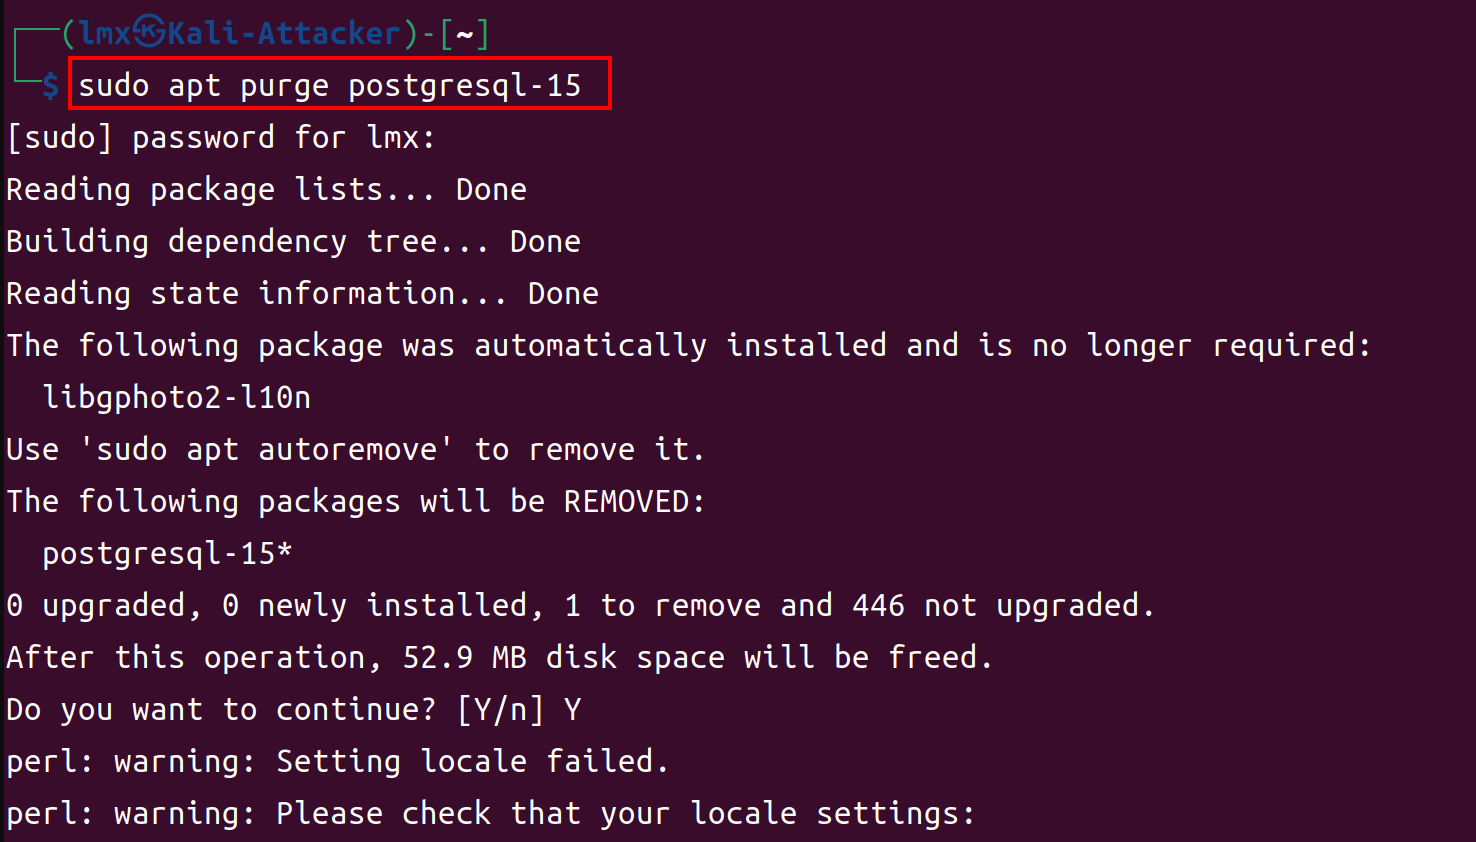 (lmx㉿Kali-Attacker)-[~]
$ sudo apt purge postgresql-15
[sudo] password for lmx:
Reading package lists... Done
Building dependency tree... Done
Reading state information... Done
The following package was automatically installed and is no longer required:
libgphoto2-l10n
Use 'sudo apt autoremove' to remove it.
The following packages will be REMOVED:
postgresql-15*
0 upgraded, 0 newly installed, 1 to remove and 446 not upgraded.
After this operation, 52.9 MB disk space will be freed.
Do you want to continue? [Y/n] Y
perl: warning: Setting locale failed.
perl: warning: Please check that your locale settings: